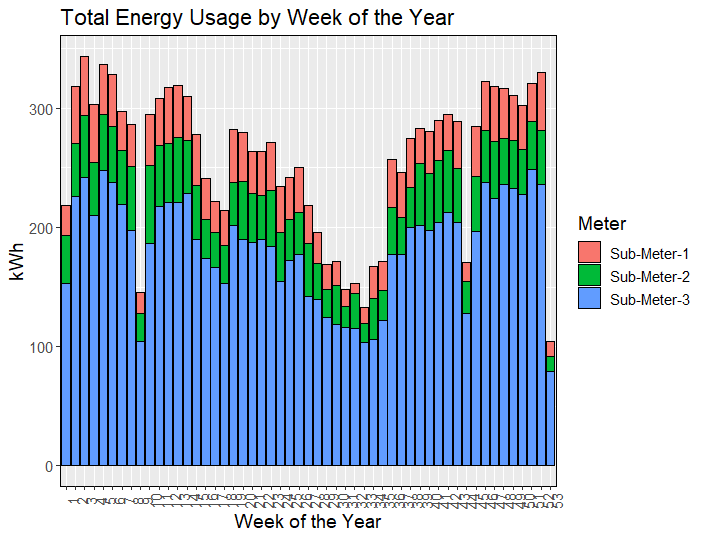 Total Energy Usage by Week of the Year
kWh
300
200
100
0
1 2 3 4 5 6 7 8 9 10 11 12 13 14 15 16 17 18 19 20 21 22 23 24 25 26 27 28 29 30 31 32 33 34 35 36 37 38 39 40 41 42 43 44 45 46 47 48 49 50 51 52 53
Week of the Year
Meter
Sub-Meter-1
Sub-Meter-2
Sub-Meter-3